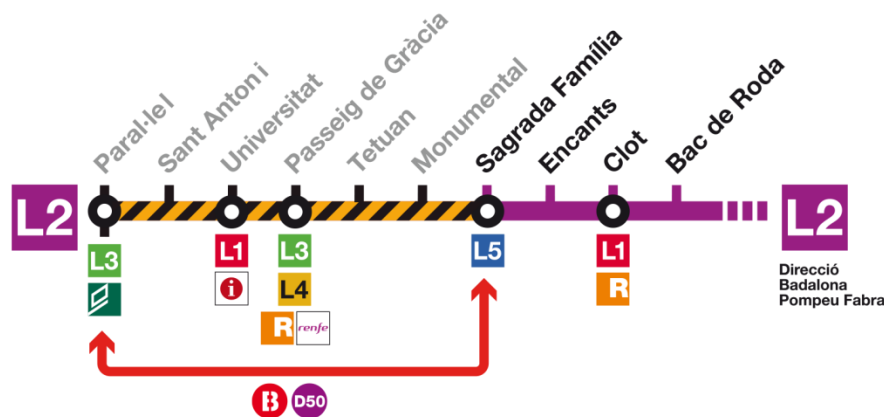 Paral·lel
Sant Antoni
Universitat
Passeig de Gràcia
Tetuan
Monumental
Sagrada Família
Encants
Clot
Bac de Roda
L2
L2
L3
L1
L3
L5
L1
i
L4
R
R renfe
Direcció
Badalona
Pompeu Fabra
B D50